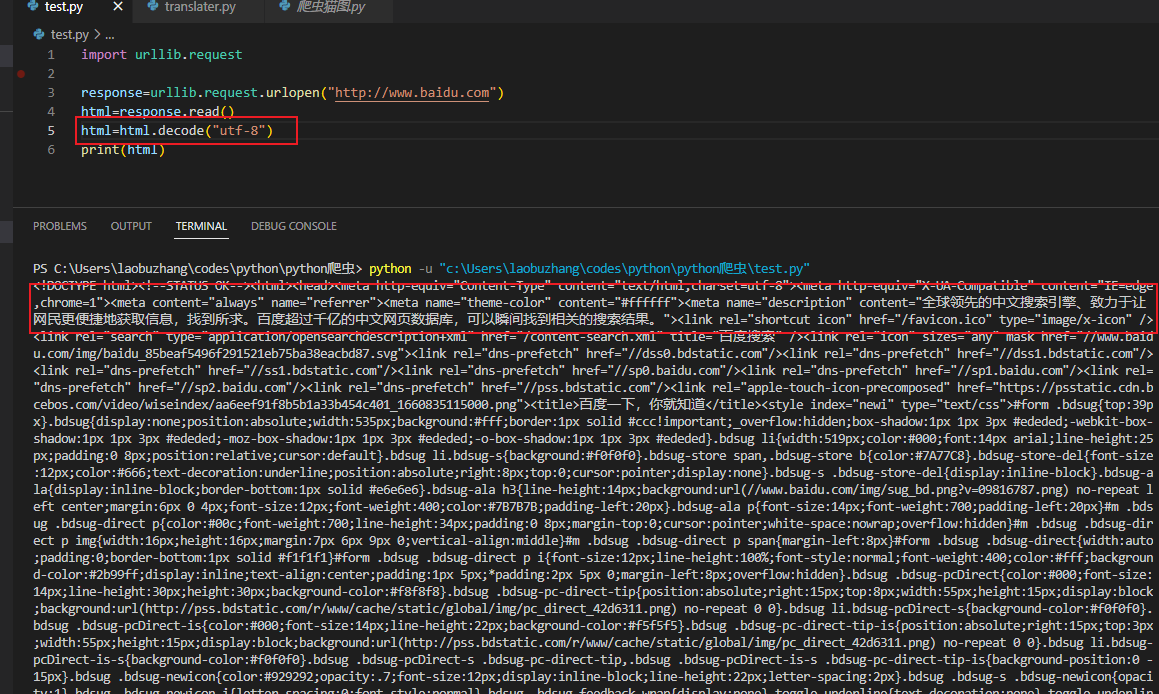 test.py × translater.py 爬虫猫图.py
test.py > ...
1 import urllib.request
2
3 response=urllib.request.urlopen("http://www.baidu.com")
4 html=response.read()
5 html=html.decode("utf-8")
6 print(html)
PROBLEMS OUTPUT TERMINAL DEBUG CONSOLE
PS C:\Users\laobuzhang\codes\python\python爬虫> python -u "c:\Users\laobuzhang\codes\python\python爬虫\test.py"
<!DOCTYPE html><!--STATUS OK--><html><head><meta http-equiv="Content-Type" content="text/html;charset=utf-8"><meta http-equiv="X-UA-Compatible" content="IE=edge
,chrome=1"><meta content="always" name="referrer"><meta name="theme-color" content="#ffffff"><meta name="description" content="全球领先的中文搜索引擎、致力于让
网民更便捷地获取信息，找到所求。百度超过千亿的中文网页数据库，可以瞬间找到相关的搜索结果。"><link rel="shortcut icon" href="/favicon.ico" type="image/x-icon" />
<link rel="search" type="application/opensearchdescription+xml" href="/content-search.xml" title="百度搜索" /><link rel="icon" sizes="any" mask href="//www.baid
u.com/img/baidu_85beaf5496f291521eb75ba38eacbd87.svg"><link rel="dns-prefetch" href="//dss0.bdstatic.com"/><link rel="dns-prefetch" href="//dss1.bdstatic.com"/>
<link rel="dns-prefetch" href="//ss1.bdstatic.com"/><link rel="dns-prefetch" href="//sp0.baidu.com"/><link rel="dns-prefetch" href="//sp1.baidu.com"/><link rel=
"dns-prefetch" href="//sp2.baidu.com"/><link rel="dns-prefetch" href="//pss.bdstatic.com"/><link rel="apple-touch-icon-precomposed" href="https://psstatic.cdn.b
cebos.com/video/wiseindex/aa6eef91f8b5b1a33b454c401_1660835115000.png"><title>百度一下，你就知道</title><style index="newi" type="text/css">#form .bdsug{top:39p
x}.bdsug{display:none;position:absolute;width:535px;background:#fff;border:1px solid #ccc!important;_overflow:hidden;box-shadow:1px 1px 3px #ededed;-webkit-box-
shadow:1px 1px 3px #ededed;-moz-box-shadow:1px 1px 3px #ededed;-o-box-shadow:1px 1px 3px #ededed}.bdsug li{width:519px;color:#000;font:14px arial;line-height:25
px;padding:0 8px;position:relative;cursor:default}.bdsug li.bdsug-s{background:#f0f0f0}.bdsug-store span,.bdsug-store b{color:#7A77C8}.bdsug-store-del{font-size
:12px;color:#666;text-decoration:underline;position:absolute;right:8px;top:0;cursor:pointer;display:none}.bdsug-s .bdsug-store-del{display:inline-block}.bdsug-a
la{display:inline-block;border-bottom:1px solid #e6e6e6}.bdsug-ala h3{line-height:14px;background:url(//www.baidu.com/img/sug_bd.png?v=09816787.png) no-repeat l
eft center;margin:6px 0 4px;font-size:12px;font-weight:400;color:#7B7B7B;padding-left:20px}.bdsug-ala p{font-size:14px;font-weight:700;padding-left:20px}#m .bds
ug .bdsug-direct p{color:#00c;font-weight:700;line-height:34px;padding:0 8px;margin-top:0;cursor:pointer;white-space:nowrap;overflow:hidden}#m .bdsug .bdsug-dir
ect p img{width:16px;height:16px;margin:7px 6px 9px 0;vertical-align:middle}#m .bdsug .bdsug-direct p span{margin-left:8px}#form .bdsug .bdsug-direct{width:auto
;padding:0;border-bottom:1px solid #f1f1f1}#form .bdsug .bdsug-direct p i{font-size:12px;line-height:100%;font-style:normal;font-weight:400;color:#fff;backgroun
d-color:#2b99ff;display:inline;text-align:center;padding:1px 5px;*padding:2px 5px 0;margin-left:8px;overflow:hidden}.bdsug .bdsug-pcDirect{color:#000;font-size:
14px;line-height:30px;height:30px;background-color:#f8f8f8}.bdsug .bdsug-pc-direct-tip{position:absolute;right:15px;top:8px;width:55px;height:15px;display:block
;background:url(http://pss.bdstatic.com/r/www/cache/static/global/img/pc_direct_42d6311.png) no-repeat 0 0}.bdsug li.bdsug-pcDirect-s{background-color:#f0f0f0}.
bdsug .bdsug-pcDirect-is{color:#000;font-size:14px;line-height:22px;background-color:#f5f5f5}.bdsug .bdsug-pc-direct-tip-is{position:absolute;right:15px;top:3px
;width:55px;height:15px;display:block;background:url(http://pss.bdstatic.com/r/www/cache/static/global/img/pc_direct_42d6311.png) no-repeat 0 0}.bdsug li.bdsug-
pcDirect-is-s{background-color:#f0f0f0}.bdsug .bdsug-pcDirect-s .bdsug-pc-direct-tip,.bdsug .bdsug-pcDirect-is-s .bdsug-pc-direct-tip-is{background-position:0 -
15px}.bdsug .bdsug-newicon{color:#929292;opacity:.7;font-size:12px;display:inline-block;line-height:22px;letter-spacing:2px}.bdsug .bdsug-s .bdsug-newicon{opaci
ty:1}.bdsug .bdsug-newicon i{letter-spacing:0;font-style:normal}.bdsug .bdsug-feedback-wrap{display:none}.toggle-underline{text-decoration:none}.toggle-underlin